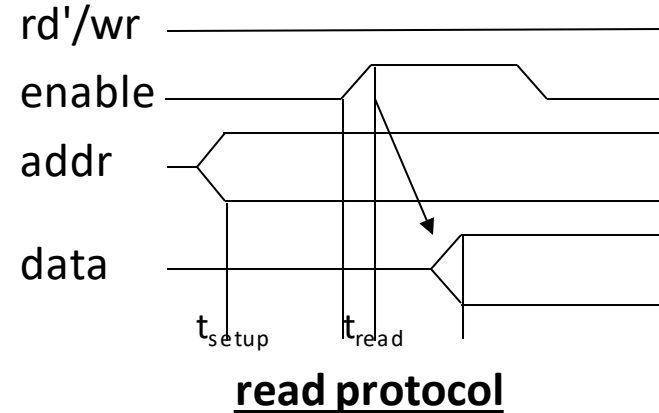 rd'/wr
enable
addr
data
tsetup tread
read protocol